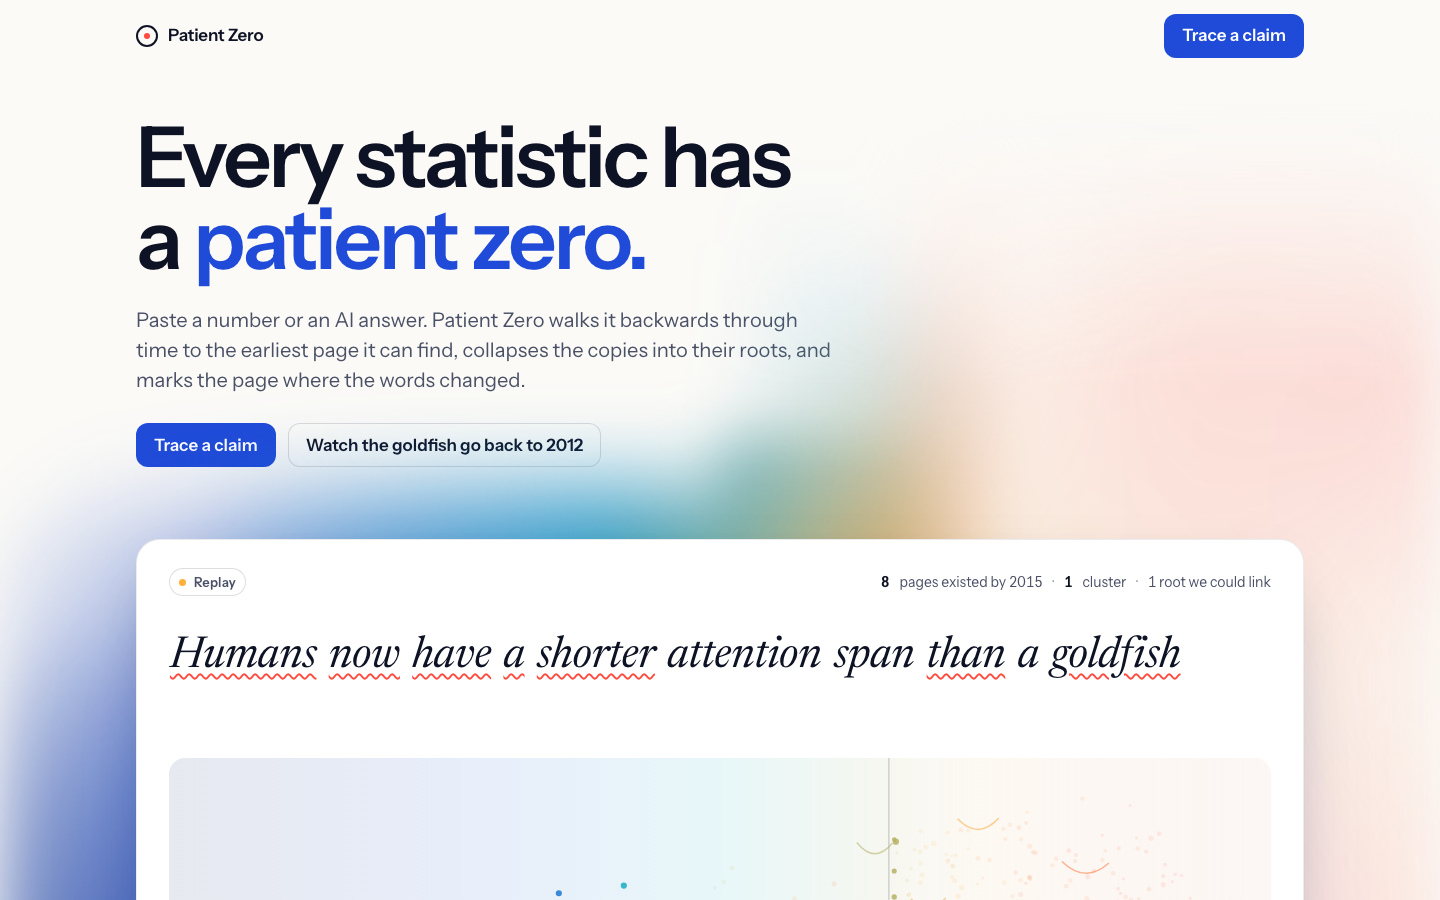 Patient Zero
Trace a claim
Every statistic has
a patient zero.
Paste a number or an AI answer. Patient Zero walks it backwards through
time to the earliest page it can find, collapses the copies into their roots, and
marks the page where the words changed.
Trace a claim
Watch the goldfish go back to 2012
Replay
8 pages existed by 2015 · 1 cluster · 1 root we could link
Humans now have a shorter attention span than a goldfish